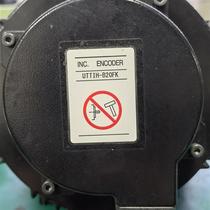 INC. ENCODER
UTTIH-B20FK